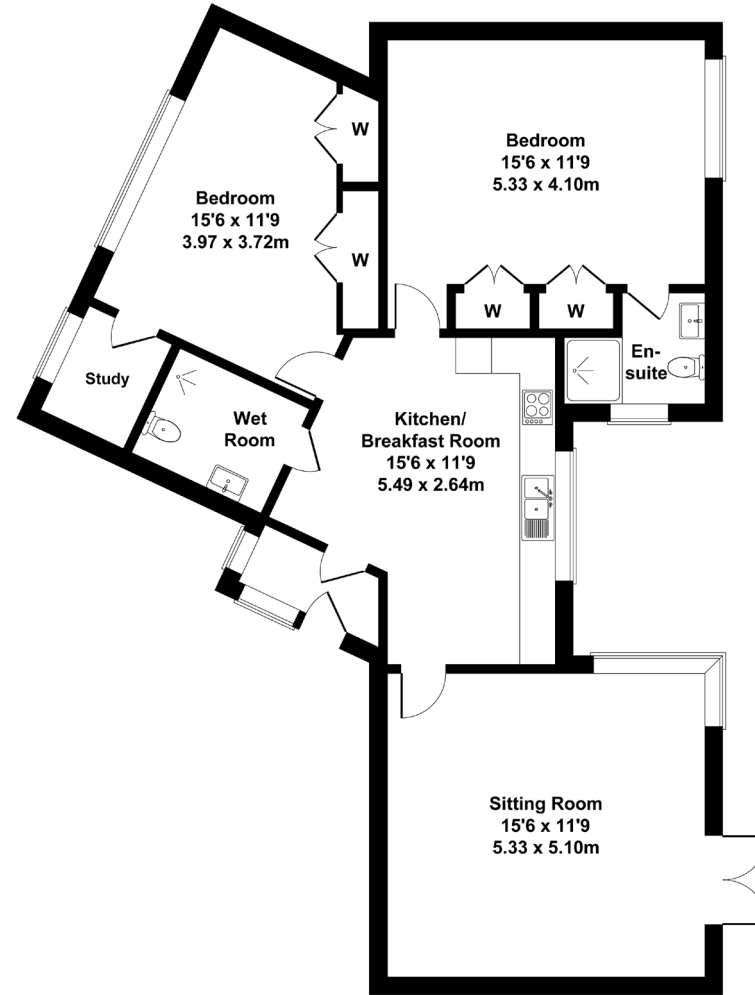 W
Bedroom
15'6 x 11'9
5.33 x 4.10m
Bedroom
15'6 x 11'9
3.97 x 3.72m
W
W
W
En-
suite
Study
Wet
Room
Kitchen/
Breakfast Room
15'6 x 11'9
5.49 x 2.64m
Sitting Room
15'6 x 11'9
5.33 x 5.10m